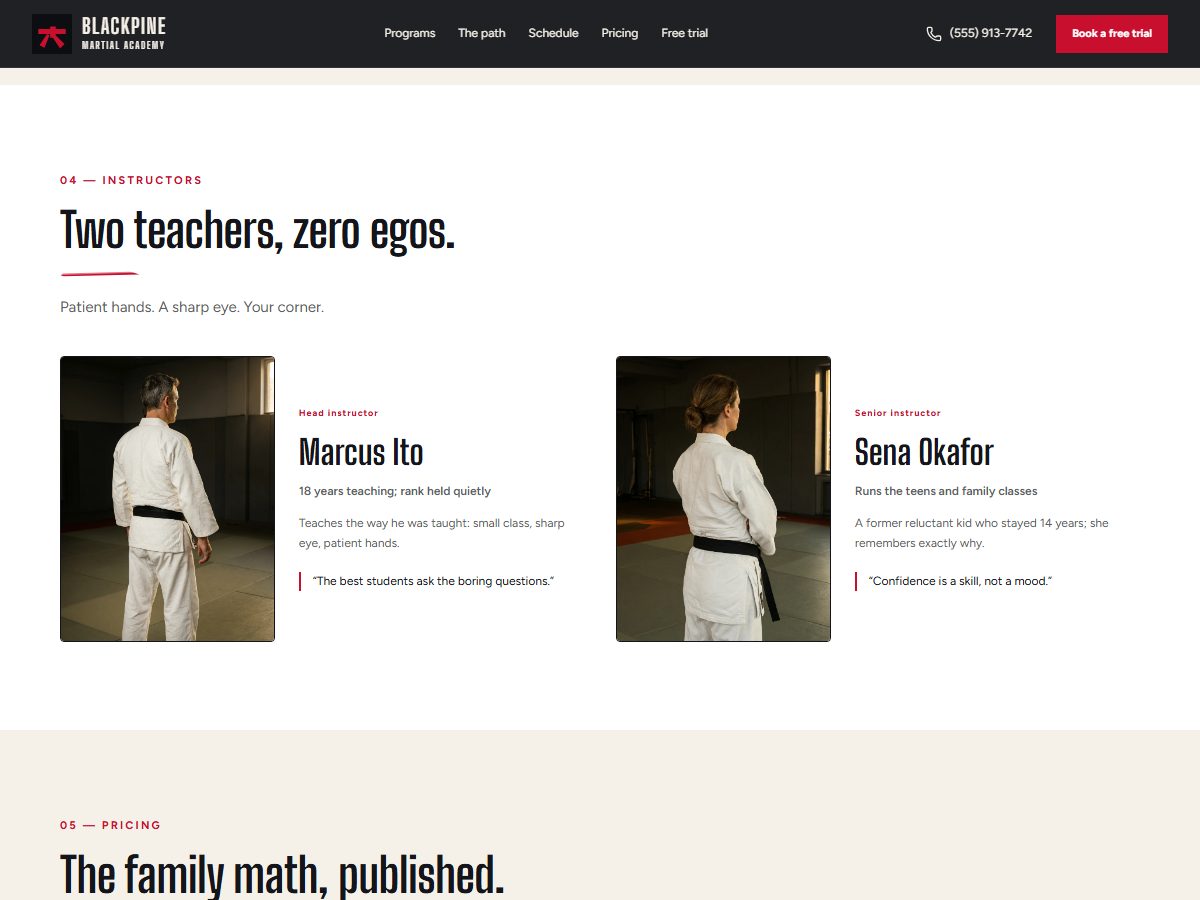 BLACKPINE
MARTIAL ACADEMY
Programs
The path
Schedule
Pricing
Free trial
(555) 913-7742
Book a free trial
04 — INSTRUCTORS
Two teachers, zero egos.
Patient hands. A sharp eye. Your corner.
Head instructor
Marcus Ito
18 years teaching; rank held quietly
Teaches the way he was taught: small class, sharp
eye, patient hands.
“The best students ask the boring questions.”
Senior instructor
Sena Okafor
Runs the teens and family classes
A former reluctant kid who stayed 14 years; she
remembers exactly why.
“Confidence is a skill, not a mood.”
05 — PRICING
The family math, published.